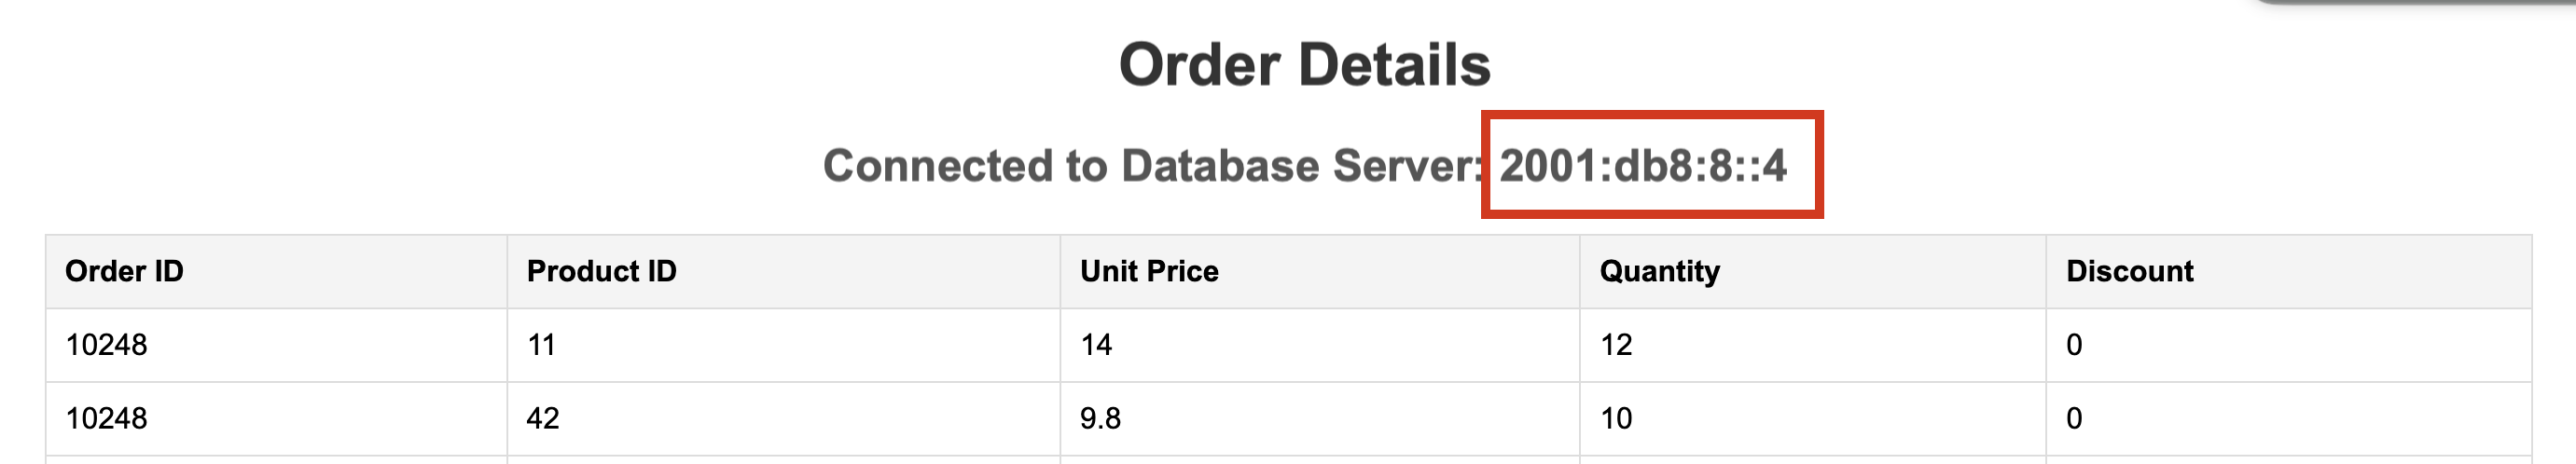 Order Details
Connected to Database Server: 2001:db8:8::4
Order ID Product ID Unit Price Quantity Discount
10248 11 14 12 0
10248 42 9.8 10 0